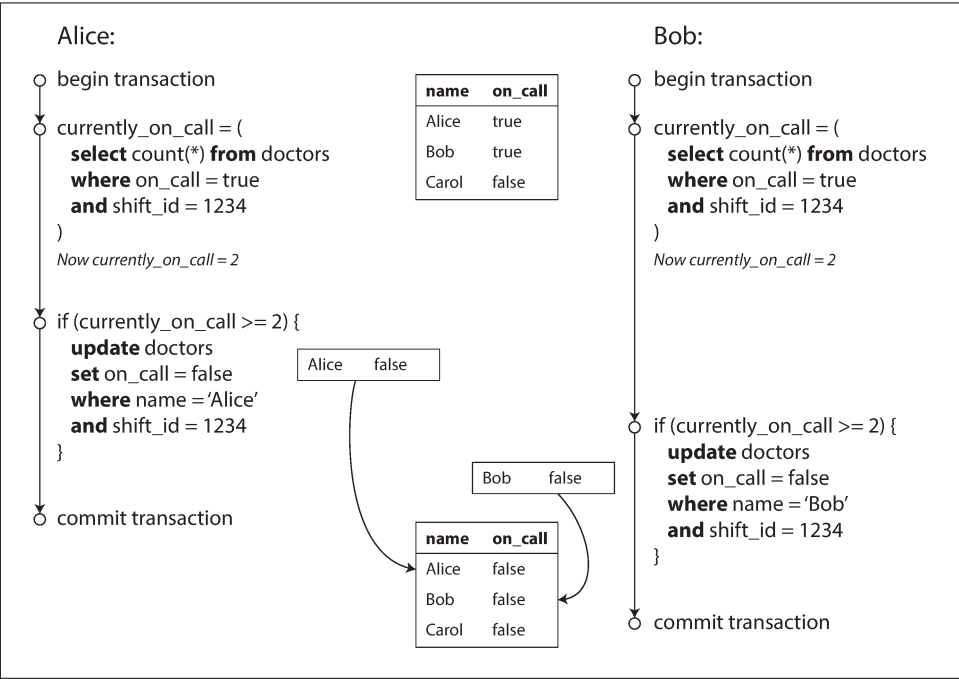 Alice:
begin transaction
currently_on_call = (
select count(*) from doctors
where on_call = true
and shift_id = 1234
)
Now currently_on_call = 2
if (currently_on_call >= 2) {
update doctors
set on_call = false
where name = ‘Alice’
and shift_id = 1234
}
commit transaction
name on_call
Alice true
Bob true
Carol false
Alice false
Bob false
name on_call
Alice false
Bob false
Carol false
Bob:
begin transaction
currently_on_call = (
select count(*) from doctors
where on_call = true
and shift_id = 1234
)
Now currently_on_call = 2
if (currently_on_call >= 2) {
update doctors
set on_call = false
where name = ‘Bob’
and shift_id = 1234
}
commit transaction